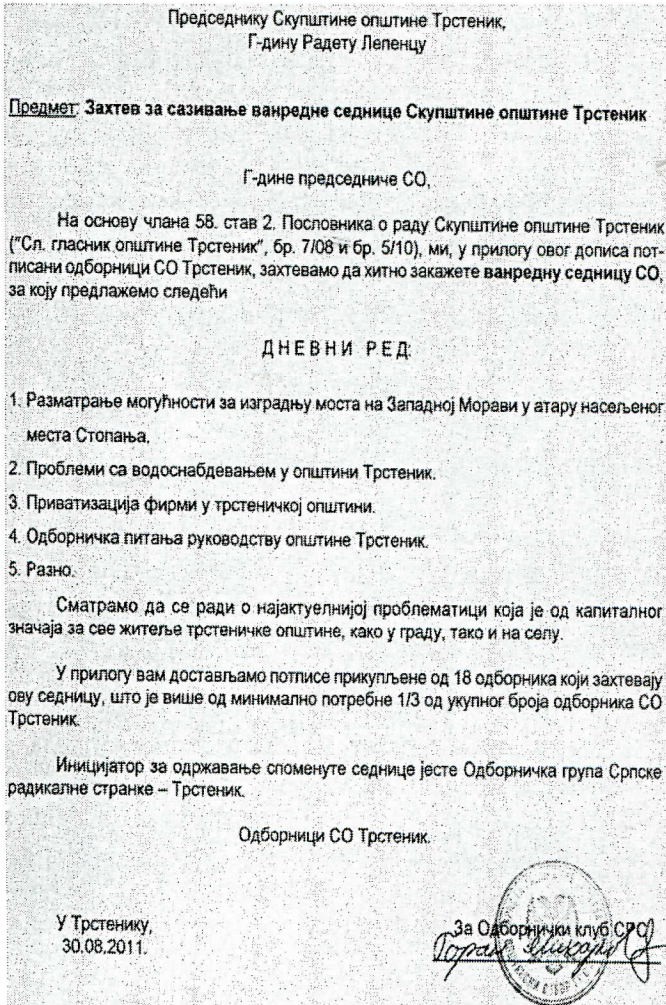 Председнику Скупштине општине Трстеник,
Г-дину Радету Лепенцу
Предмет: Захтев за сазивање ванредне седнице Скупштине општине Трстеник
Г-дине председниче СО,
На основу члана 58. став 2. Пословника о раду Скупштине општине Трстеник
("Сл. гласник општине Трстеник", бр. 7/08 и бр. 5/10), ми, у прилогу овог дописа пот-
писани одборници СО Трстеник, захтевамо да хитно закажете ванредну седницу СО,
за коју предлажемо следећи
Д Н Е В Н И  Р Е Д:
1. Разматрање могућности за изградњу моста на Западној Морави у атару насељеног
места Стопања.
2. Проблеми са водоснабдевањем у општини Трстеник.
3. Приватизација фирми у трстеничкој општини.
4. Одборничка питања руководству општине Трстеник.
5. Разно.
Сматрамо да се ради о најактуелнијој проблематици која је од капиталног
значаја за све житеље трстеничке општине, како у граду, тако и на селу.
У прилогу вам достављамо потписе прикупљене од 18 одборника који захтевају
ову седницу, што је више од минимално потребне 1/3 од укупног броја одборника СО
Трстеник.
Иницијатор за одржавање споменуте седнице јесте Одборничка група Српске
радикалне странке – Трстеник.
Одборници СО Трстеник.
У Трстенику,
30.08.2011.
За Одборнички клуб СРС
Горан